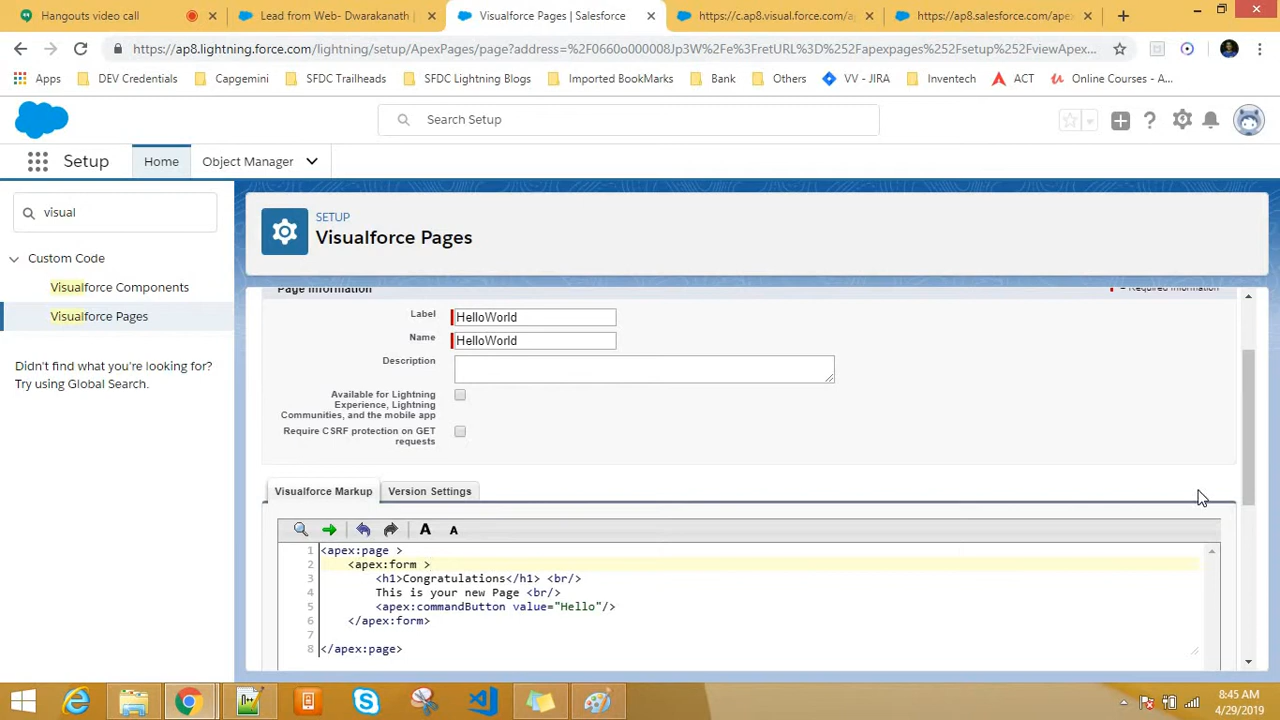 Hangouts video call
Lead from Web- Dwarakanath
Visualforce Pages | Salesforce
https://c.ap8.visual.force.com/ap
https://ap8.salesforce.com/apex
https://ap8.lightning.force.com/lightning/setup/ApexPages/page?address=%2F0660o000008Jp3W%2Fe%3FretURL%3D%252Fapexpages%252Fsetup%252FviewApex...
Apps
DEV Credentials
Capgemini
SFDC Trailheads
SFDC Lightning Blogs
Imported BookMarks
Bank
Others
VV - JIRA
Inventech
ACT
Online Courses - A...
Search Setup
Setup
Home
Object Manager
visual
Custom Code
Visualforce Components
Visualforce Pages
Didn't find what you're looking for?
Try using Global Search.
SETUP
Visualforce Pages
Page Information
= Required Information
Label
HelloWorld
Name
HelloWorld
Description
Available for Lightning
Experience, Lightning
Communities, and the mobile app
Require CSRF protection on GET
requests
Visualforce Markup
Version Settings
A
A
1 <apex:page >
2 <apex:form >
3 <h1>Congratulations</h1> <br/>
4 This is your new Page <br/>
5 <apex:commandButton value="Hello"/>
6 </apex:form>
7
8 </apex:page>
8:45 AM
4/29/2019